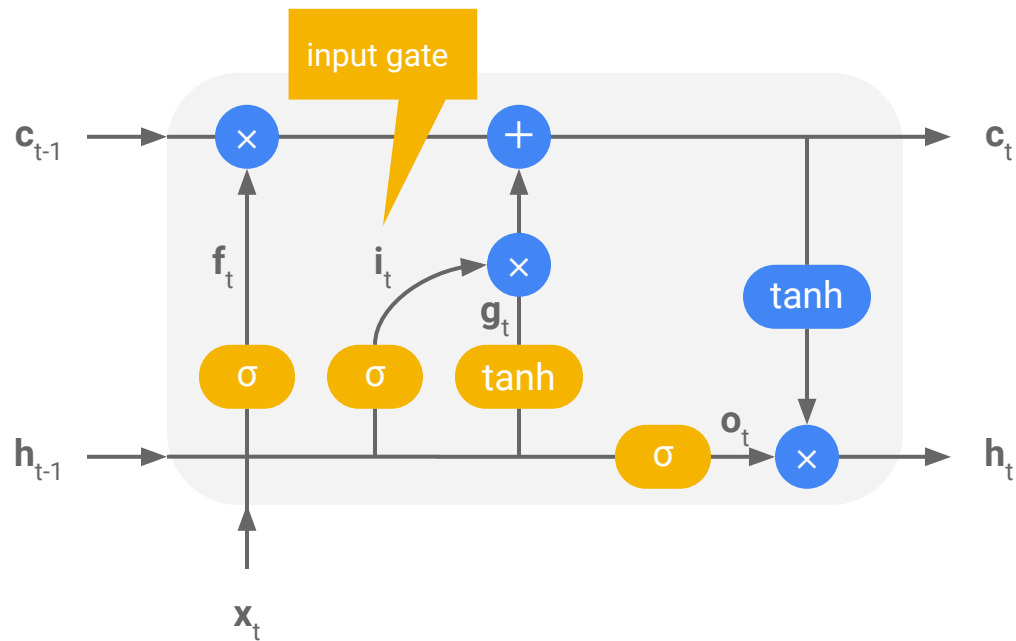 input gate
c_t-1
×
+
c_t
f_t
i_t
×
g_t
tanh
σ
σ
tanh
o_t
h_t-1
σ
×
h_t
x_t